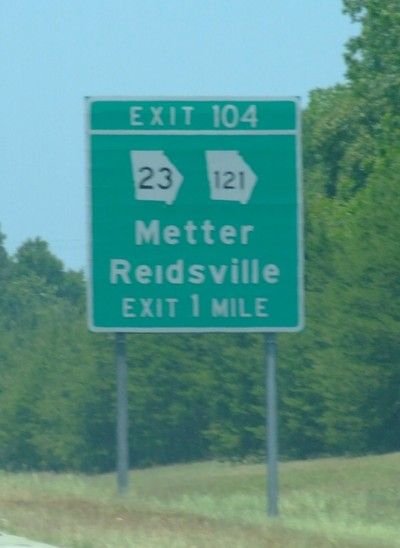 EXIT 104
23 121
Metter
Reidsville
EXIT 1 MILE